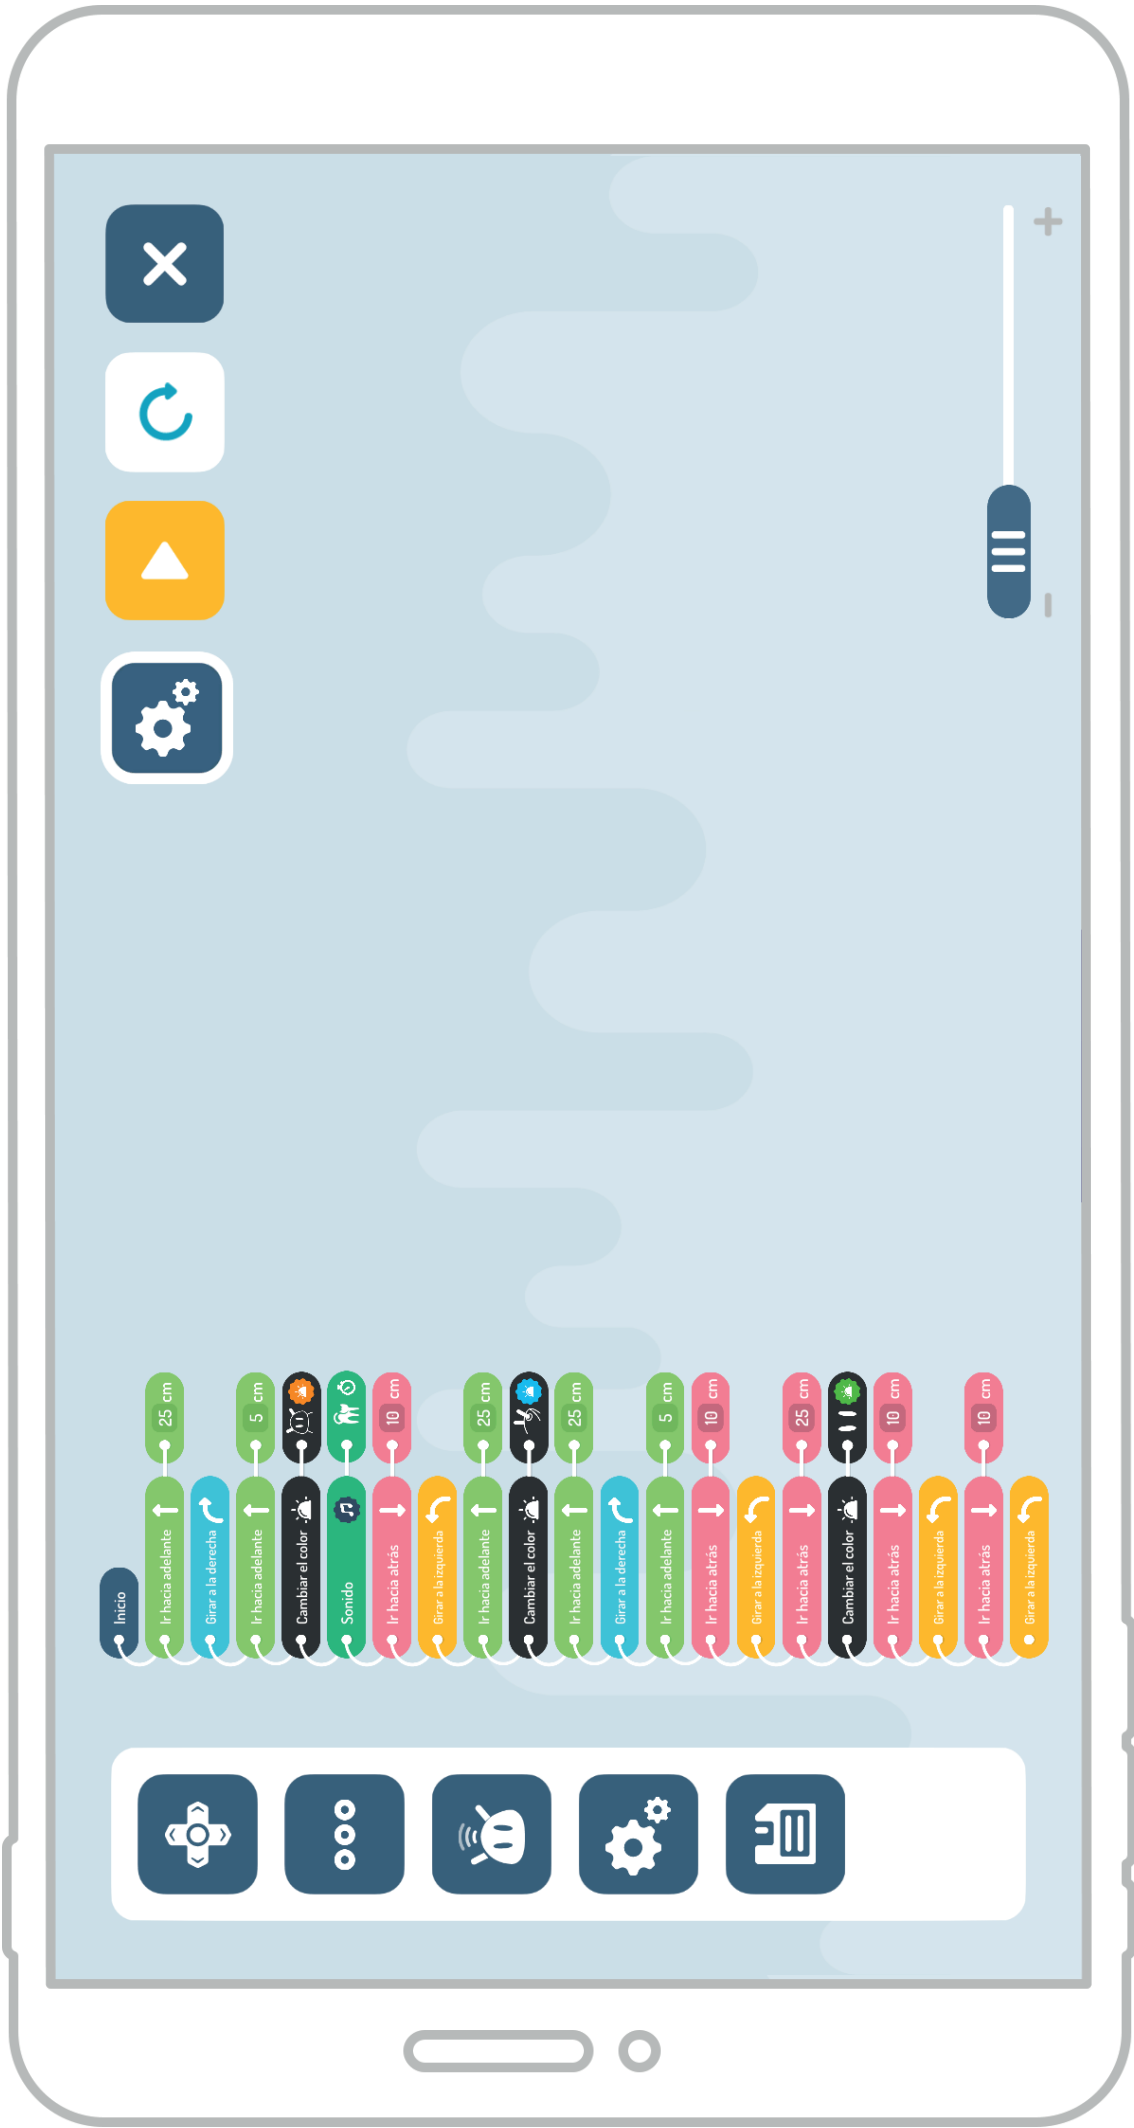 Inicio
Ir hacia adelante 25 cm
Girar a la derecha
Ir hacia adelante 5 cm
Cambiar el color
Sonido
Ir hacia atrás 10 cm
Girar a la izquierda
Ir hacia adelante 25 cm
Cambiar el color
Ir hacia adelante 25 cm
Girar a la derecha
Ir hacia adelante 5 cm
Ir hacia atrás 10 cm
Girar a la izquierda
Ir hacia atrás 25 cm
Cambiar el color
Ir hacia atrás 10 cm
Girar a la izquierda
Ir hacia atrás 10 cm
Girar a la izquierda